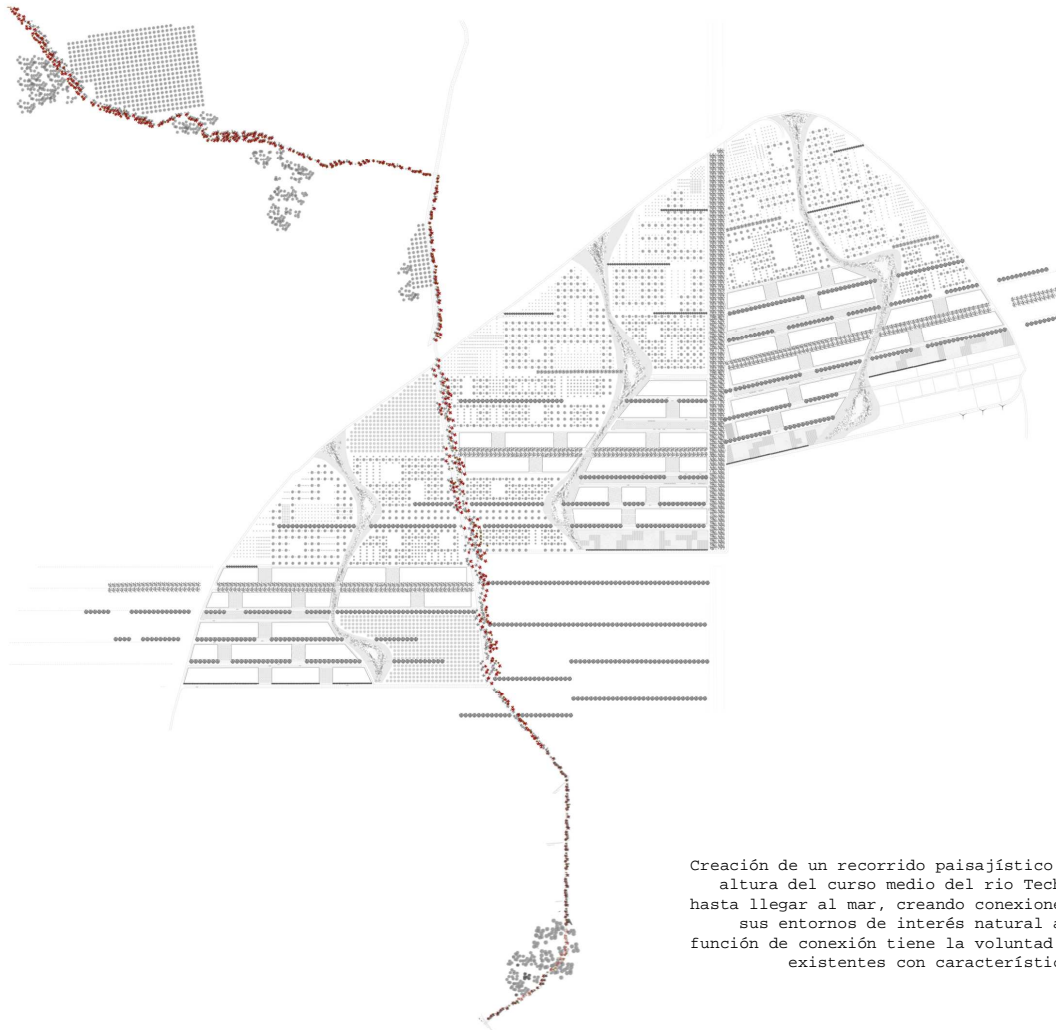 Creación de un recorrido paisajístico
altura del curso medio del rio Tech
hasta llegar al mar, creando conexione
sus entornos de interés natural a
función de conexión tiene la voluntad
existentes con característic